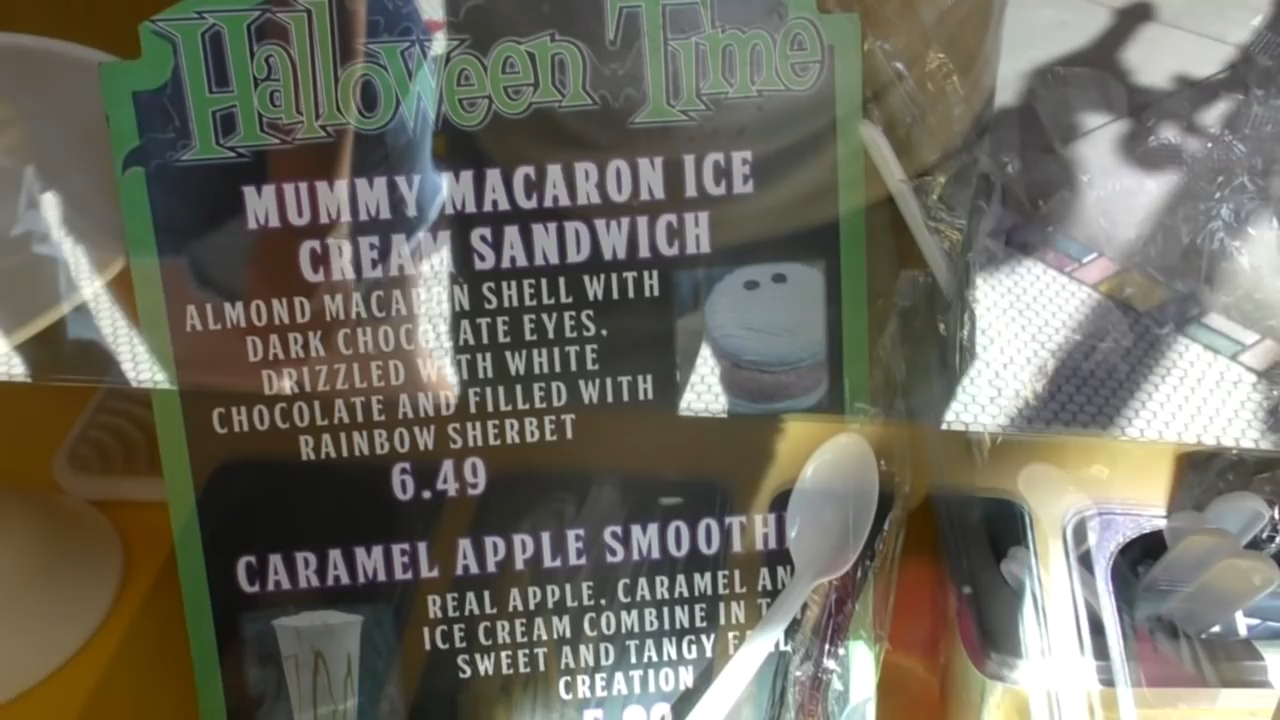 Halloween Time
MUMMY MACARON ICE
CREAM SANDWICH
ALMOND MACARON SHELL WITH
DARK CHOCOLATE EYES,
DRIZZLED WITH WHITE
CHOCOLATE AND FILLED WITH
RAINBOW SHERBET
6.49
CARAMEL APPLE SMOOTHI
REAL APPLE, CARAMEL AN
ICE CREAM COMBINE IN T
SWEET AND TANGY
CREATION